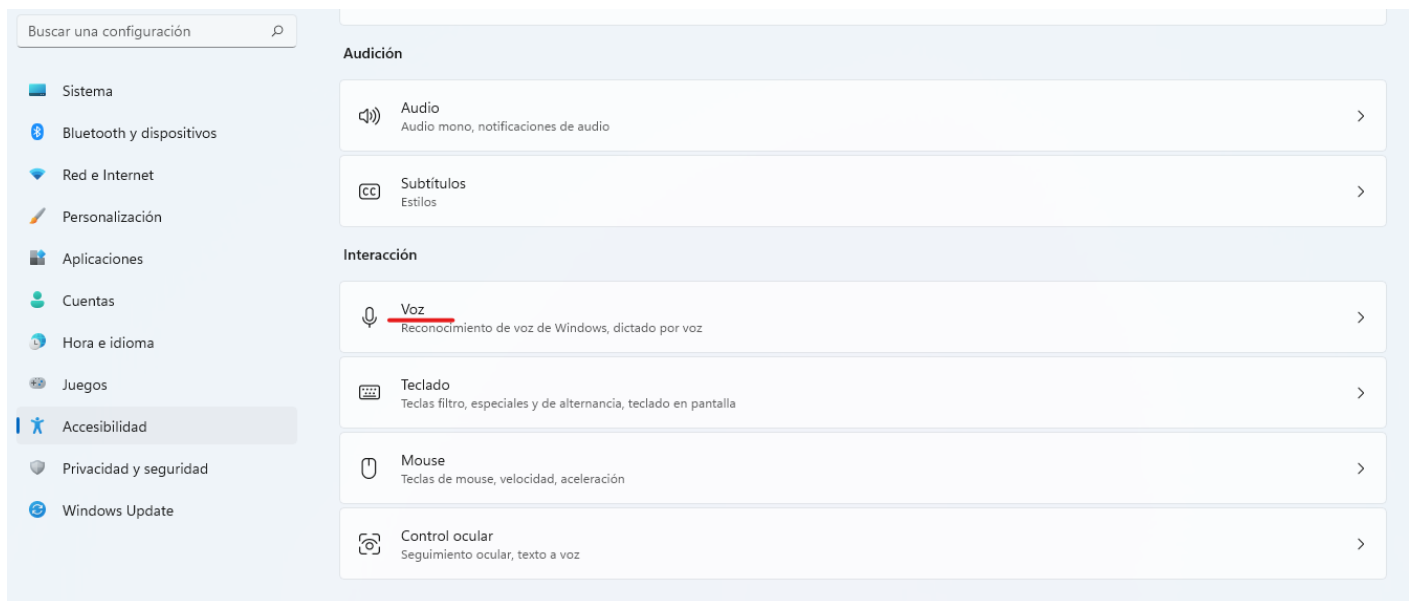 Buscar una configuración
Sistema
Bluetooth y dispositivos
Red e Internet
Personalización
Aplicaciones
Cuentas
Hora e idioma
Juegos
Accesibilidad
Privacidad y seguridad
Windows Update
Audición
Audio
Audio mono, notificaciones de audio
CC
Subtítulos
Estilos
Interacción
Voz
Reconocimiento de voz de Windows, dictado por voz
Teclado
Teclas filtro, especiales y de alternancia, teclado en pantalla
Mouse
Teclas de mouse, velocidad, aceleración
Control ocular
Seguimiento ocular, texto a voz